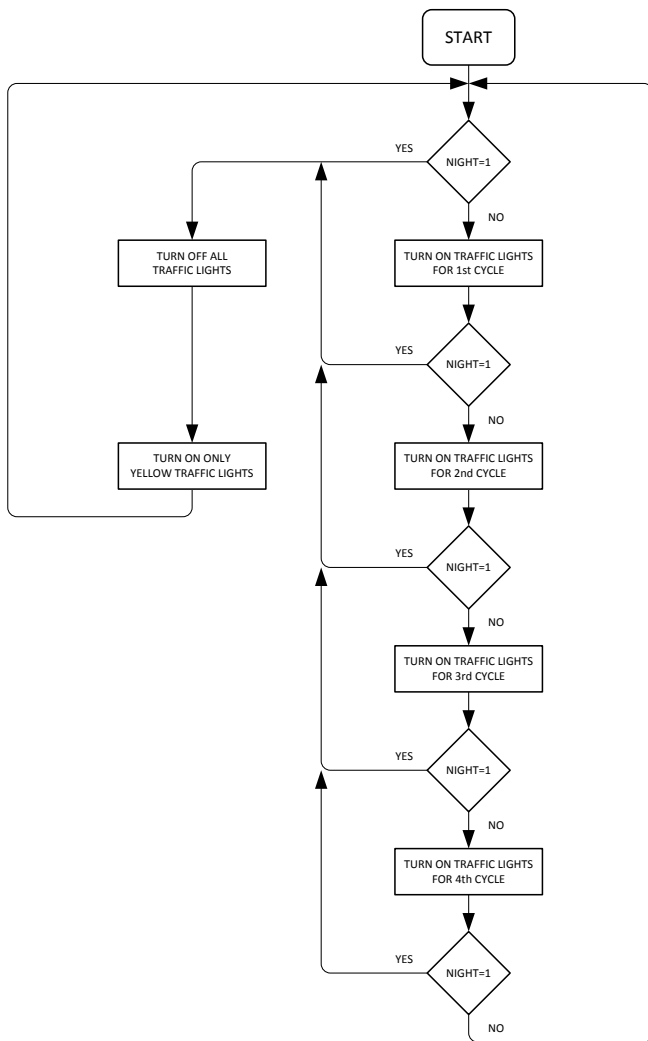 START
NIGHT=1
YES
NO
TURN OFF ALL
TRAFFIC LIGHTS
TURN ON TRAFFIC LIGHTS
FOR 1st CYCLE
NIGHT=1
YES
NO
TURN ON ONLY
YELLOW TRAFFIC LIGHTS
TURN ON TRAFFIC LIGHTS
FOR 2nd CYCLE
NIGHT=1
YES
NO
TURN ON TRAFFIC LIGHTS
FOR 3rd CYCLE
NIGHT=1
YES
NO
TURN ON TRAFFIC LIGHTS
FOR 4th CYCLE
NIGHT=1
YES
NO